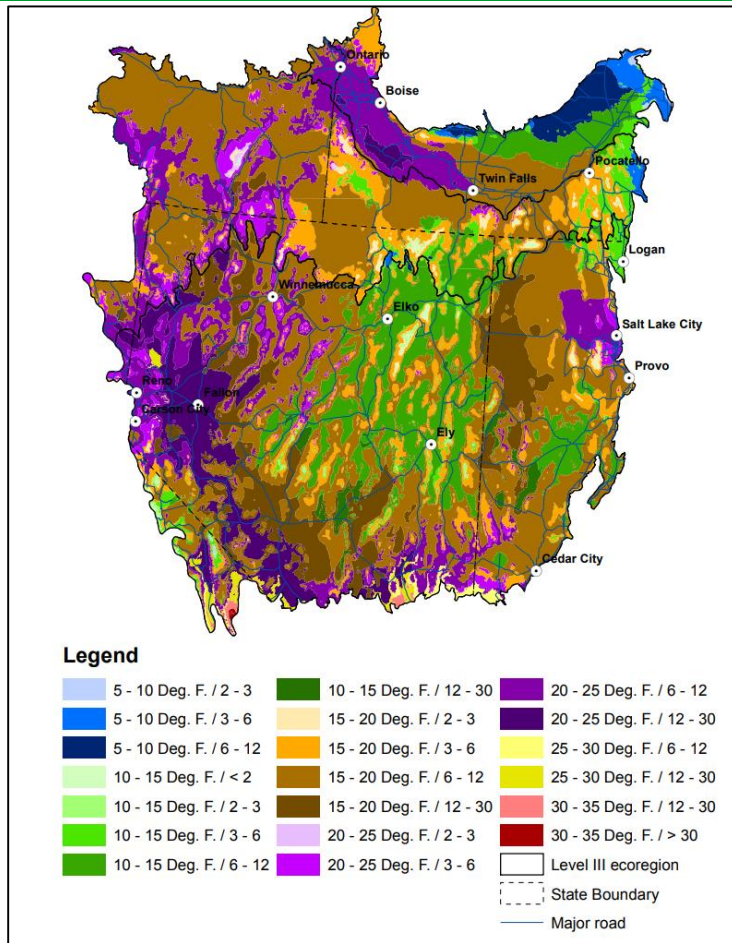 Ontario
Boise
Pocatello
Twin Falls
Logan
Winnemucca
Elko
Salt Lake City
Provo
Reno
Fallon
Carson City
Ely
Cedar City
Legend
5 - 10 Deg. F. / 2 - 3
5 - 10 Deg. F. / 3 - 6
5 - 10 Deg. F. / 6 - 12
10 - 15 Deg. F. / < 2
10 - 15 Deg. F. / 2 - 3
10 - 15 Deg. F. / 3 - 6
10 - 15 Deg. F. / 6 - 12
10 - 15 Deg. F. / 12 - 30
15 - 20 Deg. F. / 2 - 3
15 - 20 Deg. F. / 3 - 6
15 - 20 Deg. F. / 6 - 12
15 - 20 Deg. F. / 12 - 30
20 - 25 Deg. F. / 2 - 3
20 - 25 Deg. F. / 3 - 6
20 - 25 Deg. F. / 6 - 12
20 - 25 Deg. F. / 12 - 30
25 - 30 Deg. F. / 6 - 12
25 - 30 Deg. F. / 12 - 30
30 - 35 Deg. F. / 12 - 30
30 - 35 Deg. F. / > 30
Level III ecoregion
State Boundary
Major road